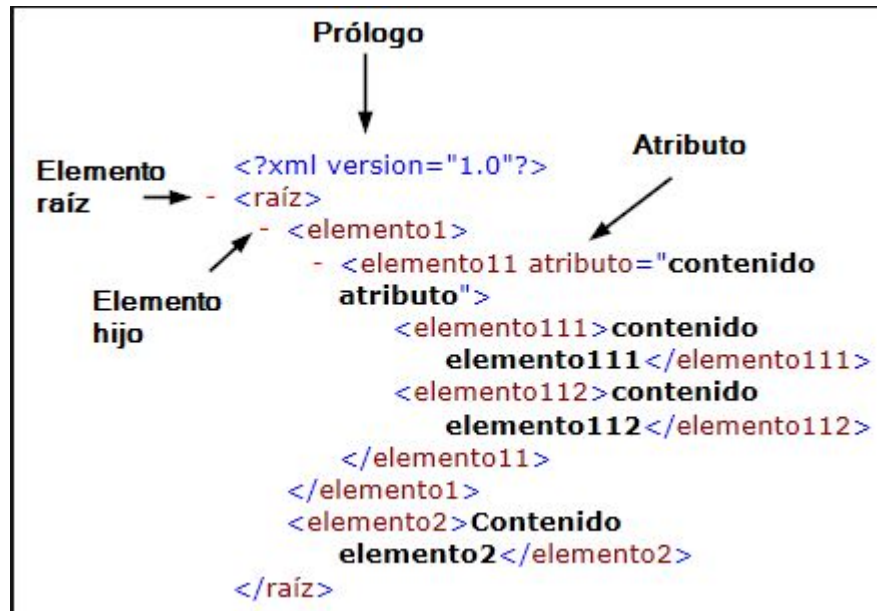 Prólogo
Atributo
Elemento
raíz
Elemento
hijo
<?xml version="1.0"?>
- <raíz>
- <elemento1>
- <elemento11 atributo="contenido
atributo">
<elemento111>contenido
elemento111</elemento111>
<elemento112>contenido
elemento112</elemento112>
</elemento11>
</elemento1>
<elemento2>Contenido
elemento2</elemento2>
</raíz>